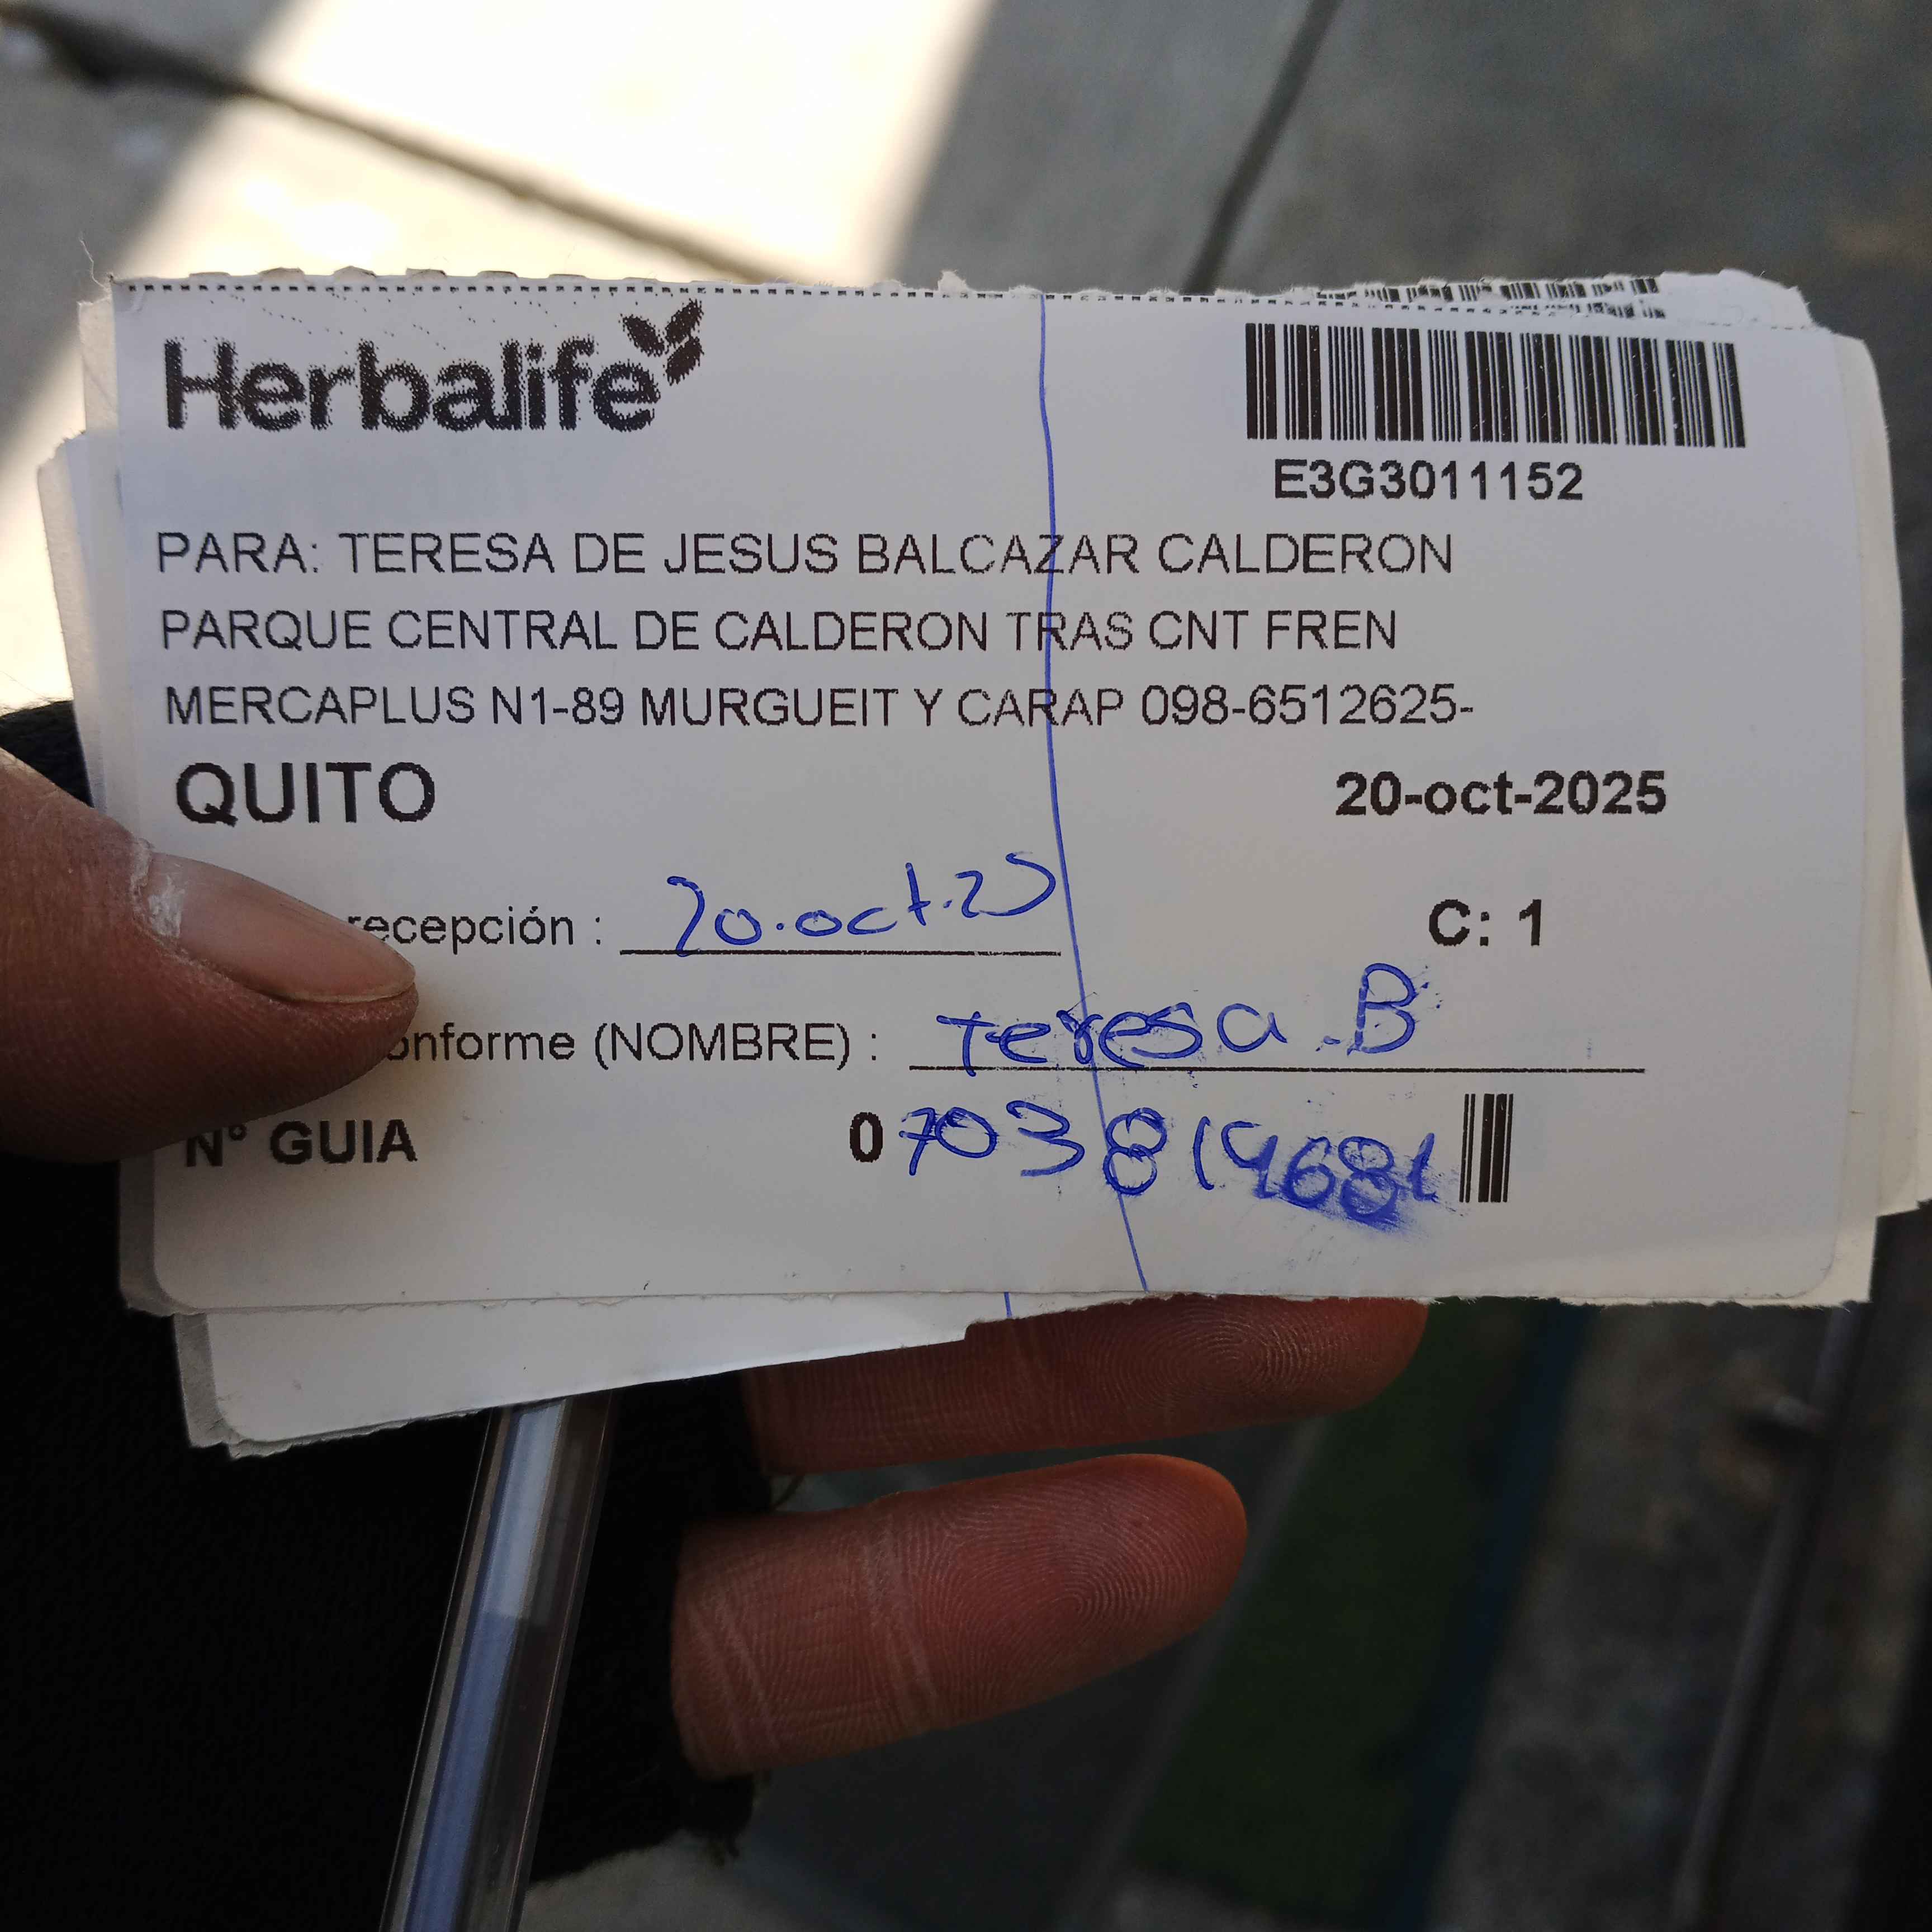 Herbalife
E3G3011152
PARA: TERESA DE JESUS BALCAZAR CALDERON
PARQUE CENTRAL DE CALDERON TRAS CNT FREN
MERCAPLUS N1-89 MURGUEIT Y CARAP 098-6512625-
QUITO 20-oct-2025
recepción : 20.oct.25 C: 1
onforme (NOMBRE) : Teresa.B
N° GUIA 0